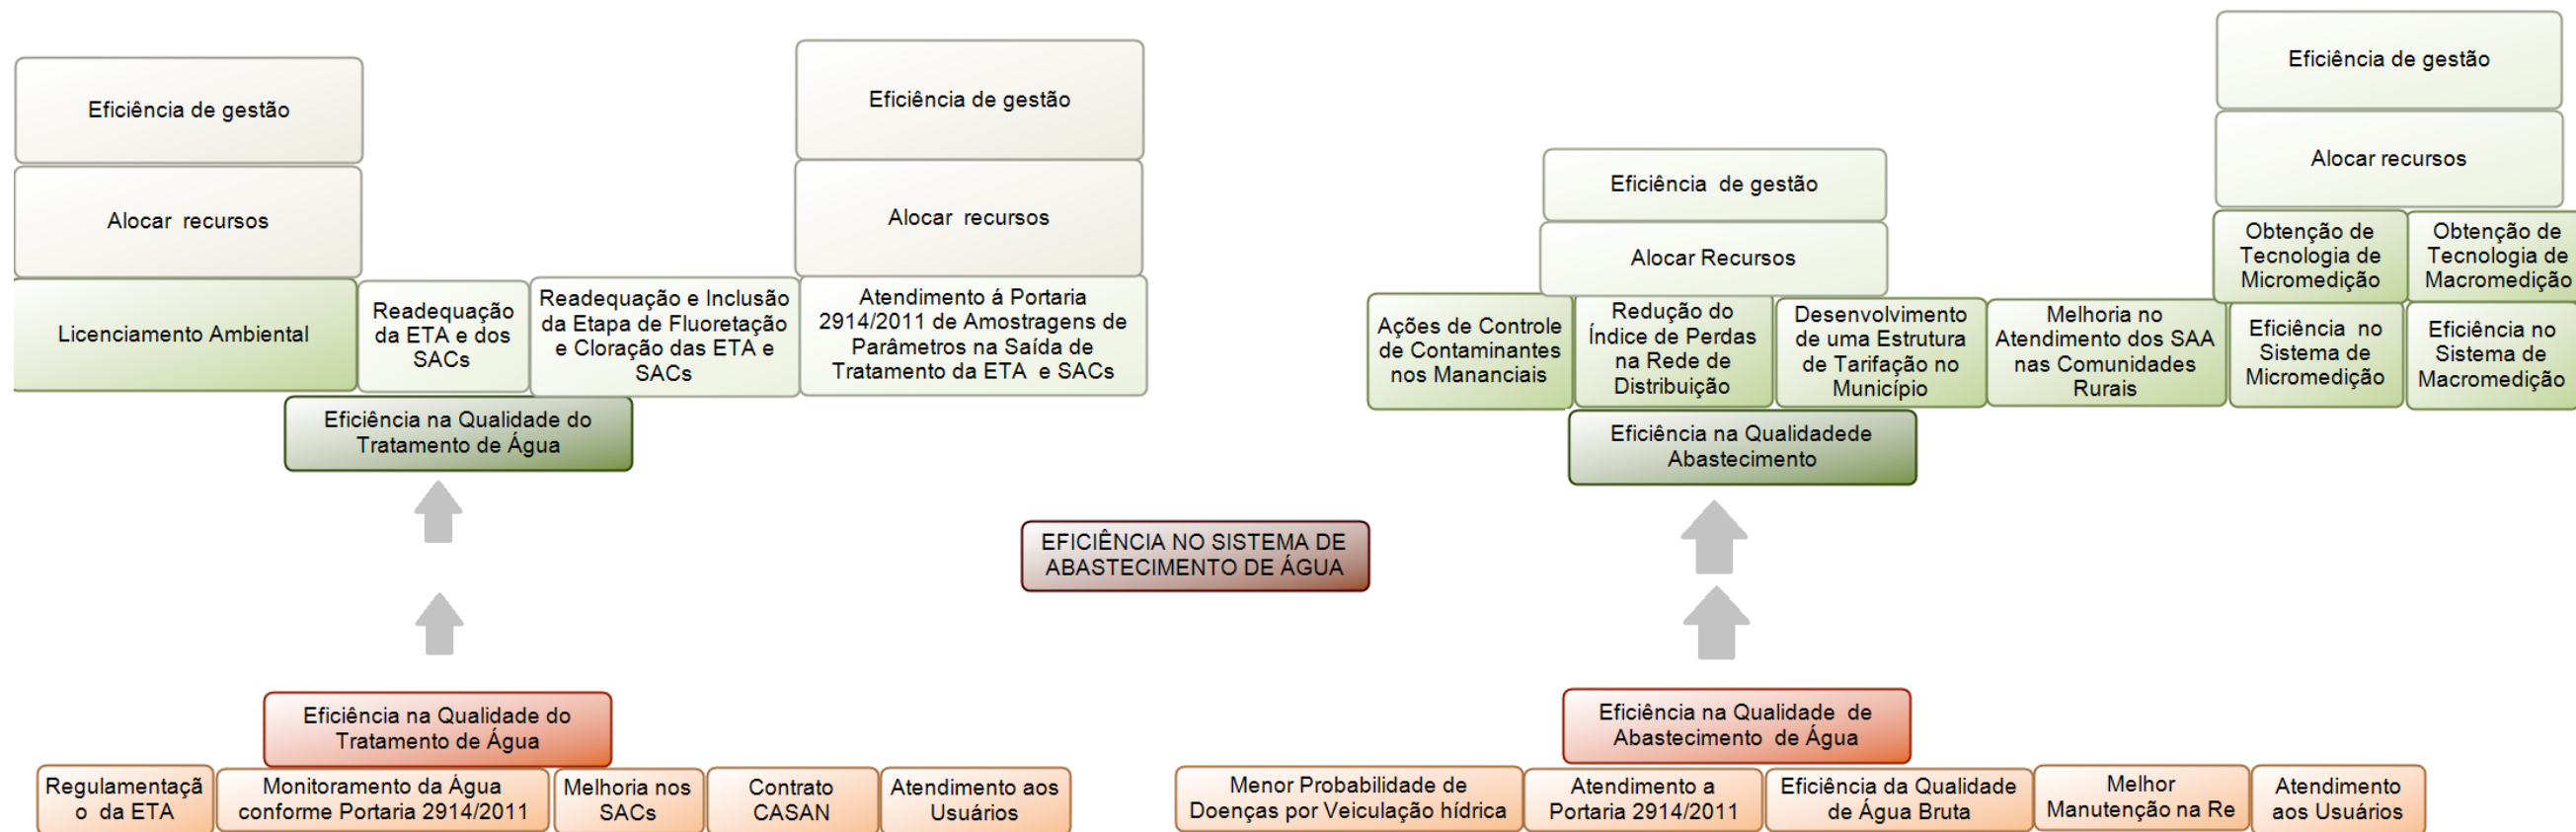 Eficiência de gestão
Alocar recursos
Licenciamento Ambiental
Readequação
da ETA e dos
SACs
Readequação e Inclusão
da Etapa de Fluoretação
e Cloração das ETA e
SACs
Eficiência de gestão
Alocar recursos
Atendimento á Portaria
2914/2011 de Amostragens de
Parâmetros na Saída de
Tratamento da ETA e SACs
Eficiência na Qualidade do
Tratamento de Água
Eficiência de gestão
Alocar Recursos
Ações de Controle
de Contaminantes
nos Mananciais
Redução do
Índice de Perdas
na Rede de
Distribuição
Desenvolvimento
de uma Estrutura
de Tarifação no
Município
Melhoria no
Atendimento dos SAA
nas Comunidades
Rurais
Eficiência de gestão
Alocar recursos
Obtenção de
Tecnologia de
Micromedição
Obtenção de
Tecnologia de
Macromedição
Eficiência no
Sistema de
Micromedição
Eficiência no
Sistema de
Macromedição
Eficiência na Qualidadede
Abastecimento
EFICIÊNCIA NO SISTEMA DE
ABASTECIMENTO DE ÁGUA
Eficiência na Qualidade do
Tratamento de Água
Regulamentaçã
o da ETA
Monitoramento da Água
conforme Portaria 2914/2011
Melhoria nos
SACs
Contrato
CASAN
Atendimento aos
Usuários
Eficiência na Qualidade de
Abastecimento de Água
Menor Probabilidade de
Doenças por Veiculação hídrica
Atendimento a
Portaria 2914/2011
Eficiência da Qualidade
de Água Bruta
Melhor
Manutenção na Re
Atendimento
aos Usuários